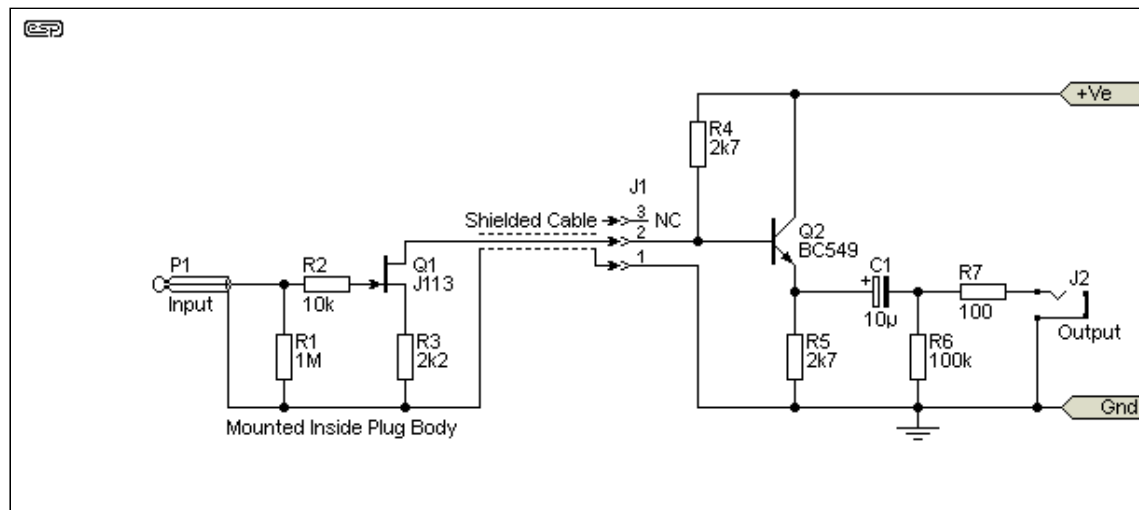 esp
+Ve
R4
2k7
J1
3
NC
Shielded Cable
2
Q2
BC549
1
P1
Input
R2
10k
Q1
J113
C1
+
10µ
R7
100
J2
Output
R1
1M
R3
2k2
R5
2k7
R6
100k
Gnd
Mounted Inside Plug Body